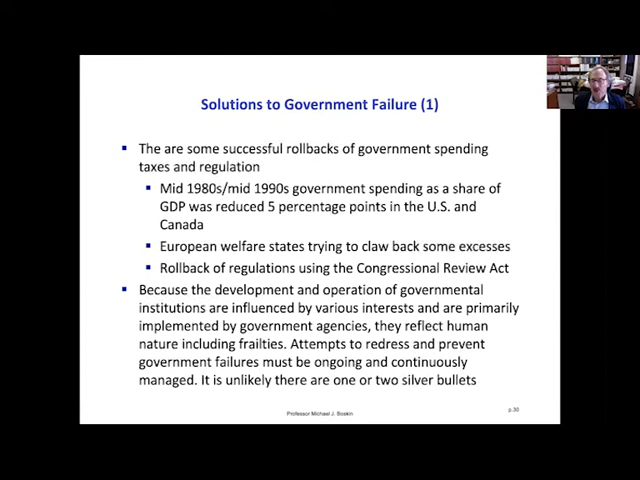 Solutions to Government Failure (1)
▪ The are some successful rollbacks of government spending
taxes and regulation
▪ Mid 1980s/mid 1990s government spending as a share of
GDP was reduced 5 percentage points in the U.S. and
Canada
▪ European welfare states trying to claw back some excesses
▪ Rollback of regulations using the Congressional Review Act
▪ Because the development and operation of governmental
institutions are influenced by various interests and are primarily
implemented by government agencies, they reflect human
nature including frailties. Attempts to redress and prevent
government failures must be ongoing and continuously
managed. It is unlikely there are one or two silver bullets
Professor Michael J. Boskin
p.30